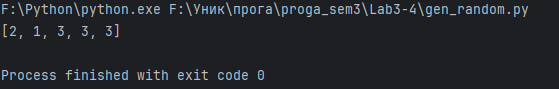 F:\Python\python.exe F:\Уник\прога\proga_sem3\Lab3-4\gen_random.py
[2, 1, 3, 3, 3]
Process finished with exit code 0